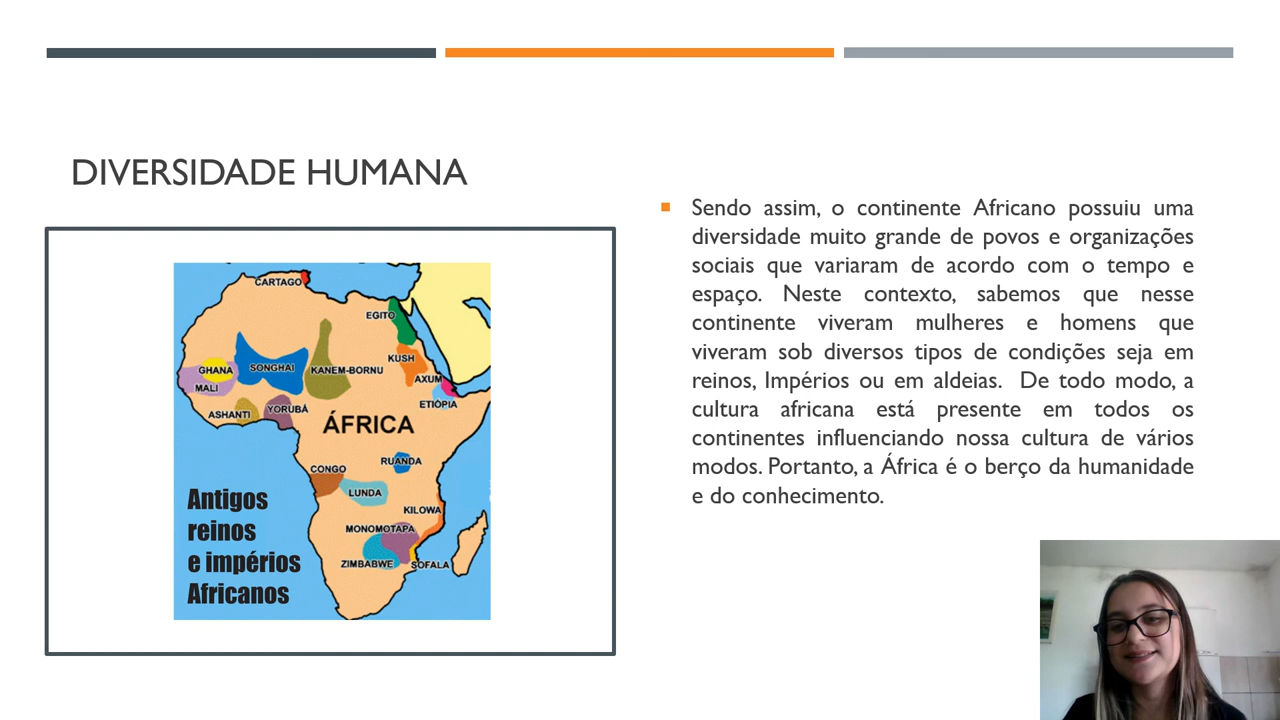 DIVERSIDADE HUMANA
CARTAGO
EGITO
KUSH
GHANA
SONGHAI
KANEM-BORNU
AXUM
MALI
ETIÓPIA
ASHANTI
YORUBÁ
ÁFRICA
RUANDA
CONGO
LUNDA
KILOWA
MONOMOTAPA
ZIMBABWE
SOFALA
Antigos
reinos
e impérios
Africanos
Sendo assim, o continente Africano possuiu uma
diversidade muito grande de povos e organizações
sociais que variaram de acordo com o tempo e
espaço. Neste contexto, sabemos que nesse
continente viveram mulheres e homens que
viveram sob diversos tipos de condições seja em
reinos, Impérios ou em aldeias. De todo modo, a
cultura africana está presente em todos os
continentes influenciando nossa cultura de vários
modos. Portanto, a África é o berço da humanidade
e do conhecimento.